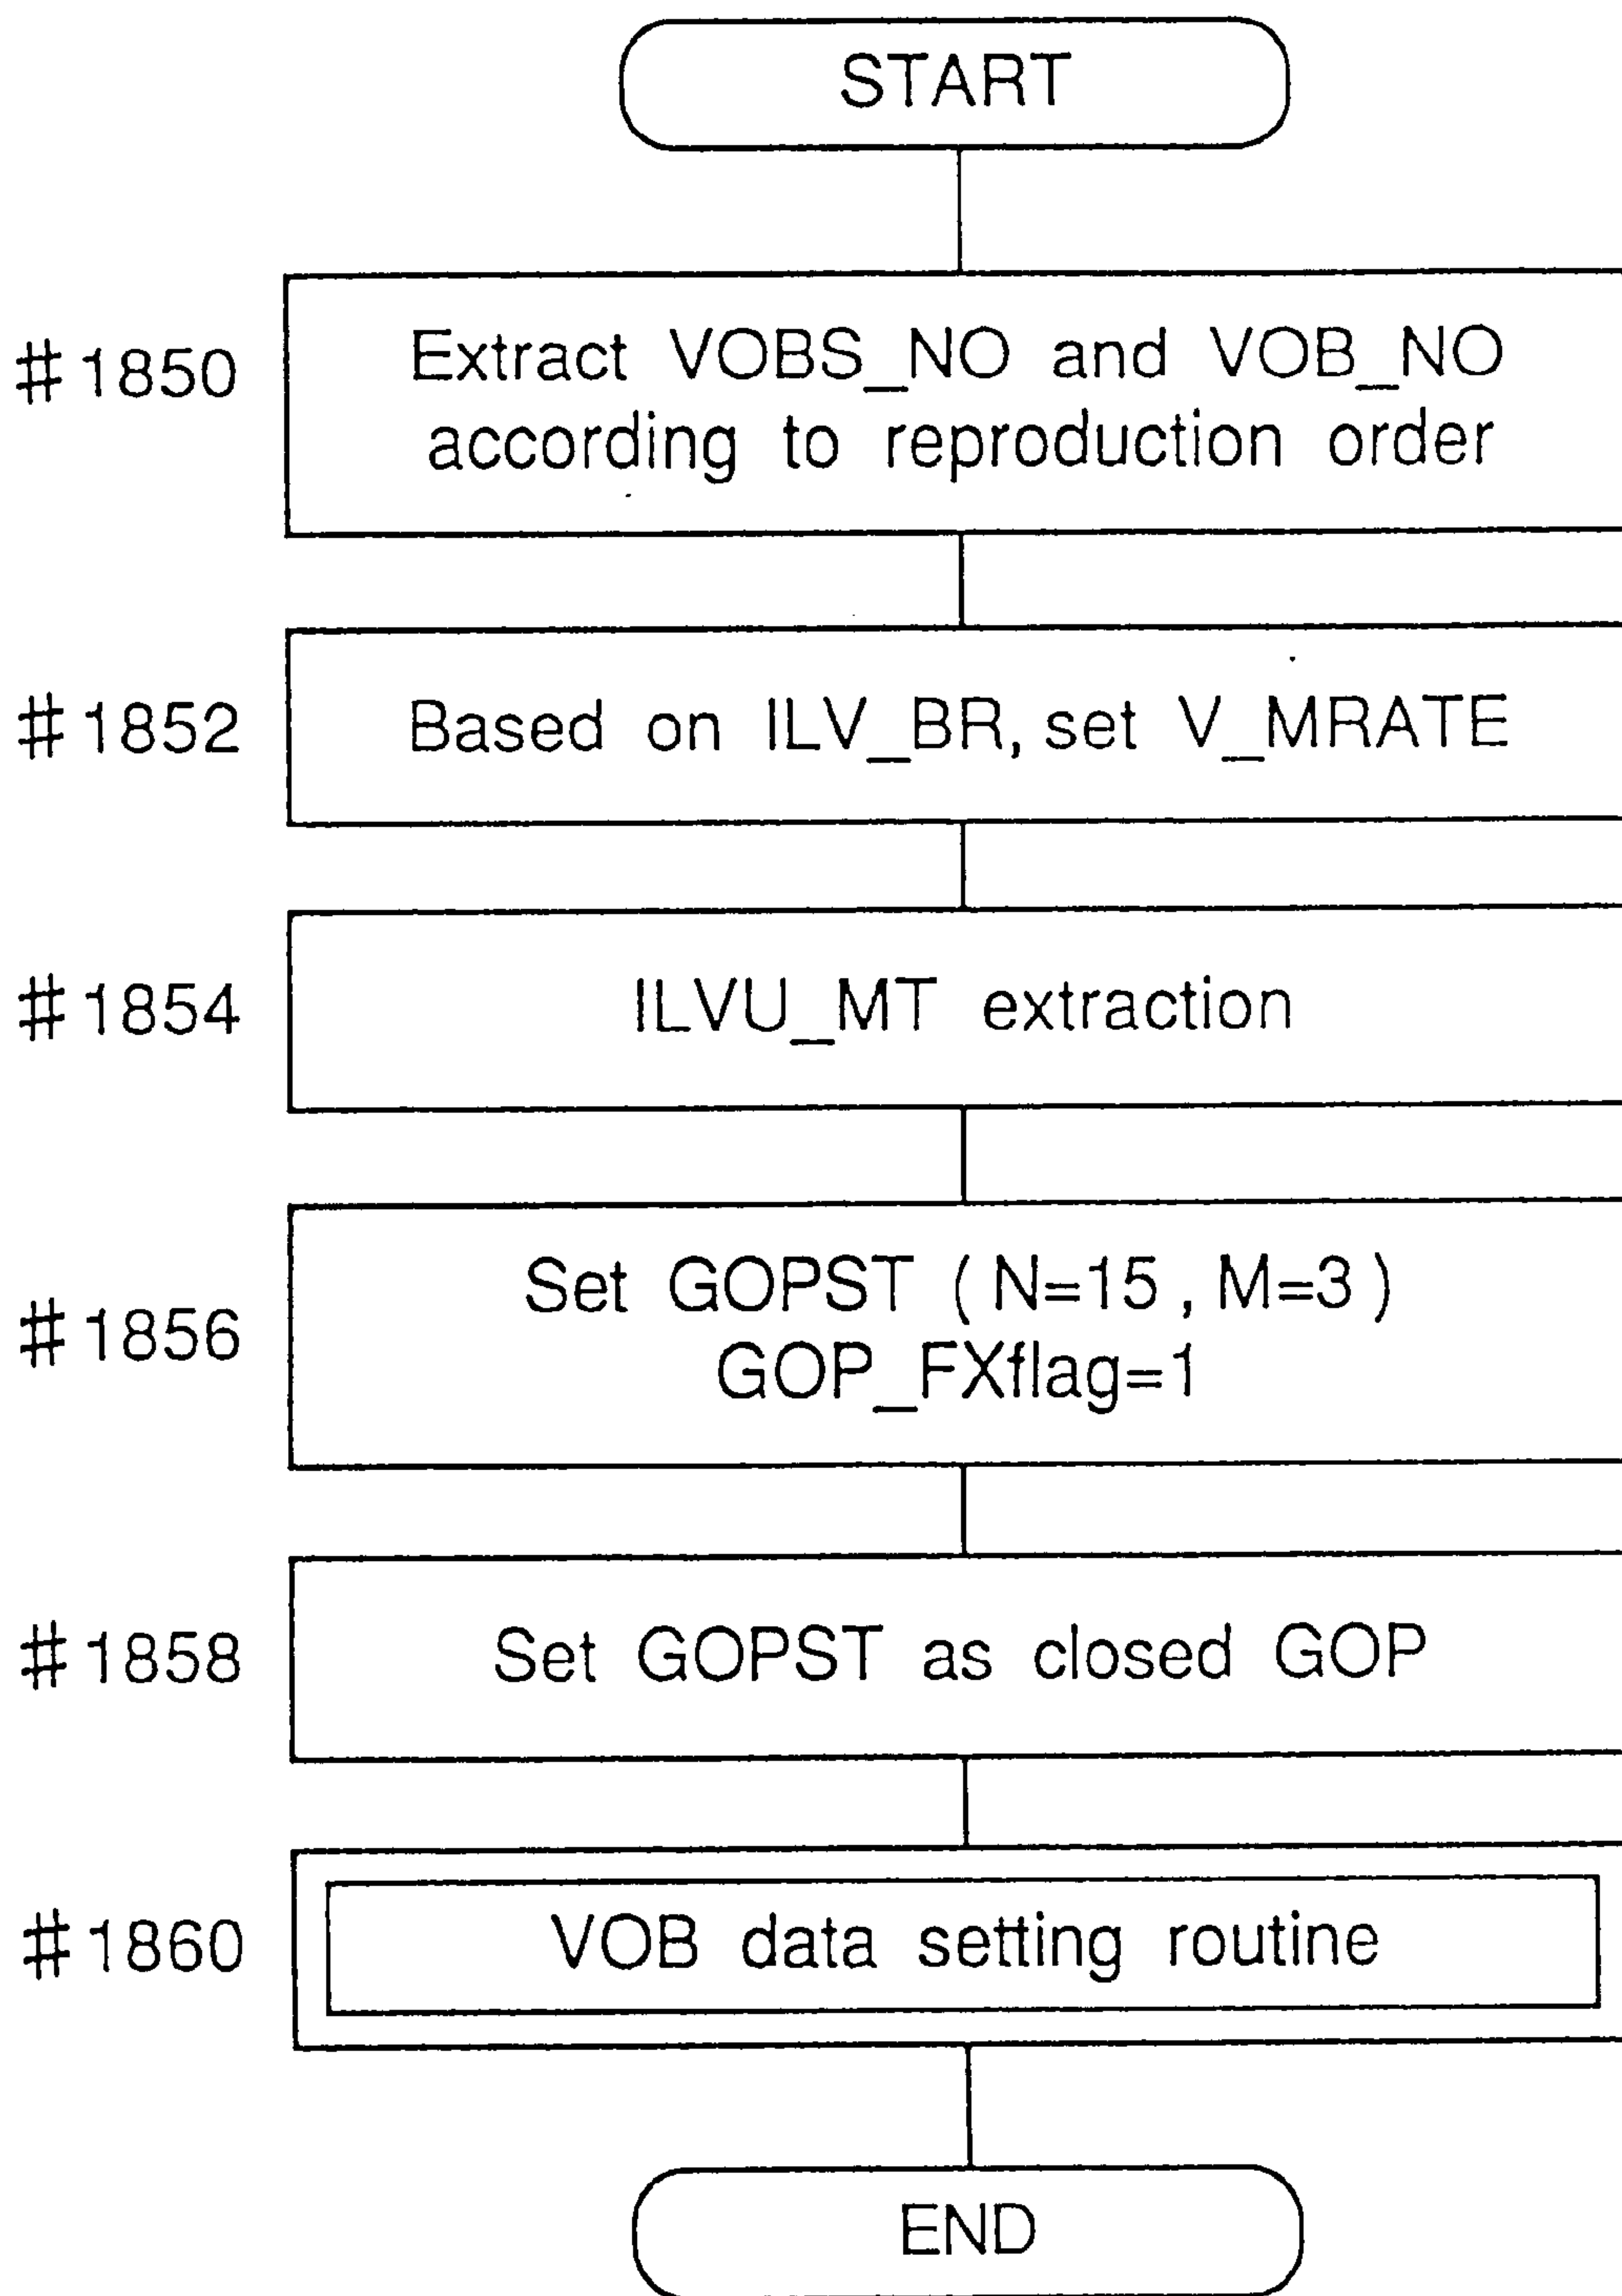 START
#1850
Extract VOBS_NO and VOB_NO
according to reproduction order
#1852
Based on ILV_BR, set V_MRATE
#1854
ILVU_MT extraction
#1856
Set GOPST (N=15, M=3)
GOP_FXflag=1
#1858
Set GOPST as closed GOP
#1860
VOB data setting routine
END